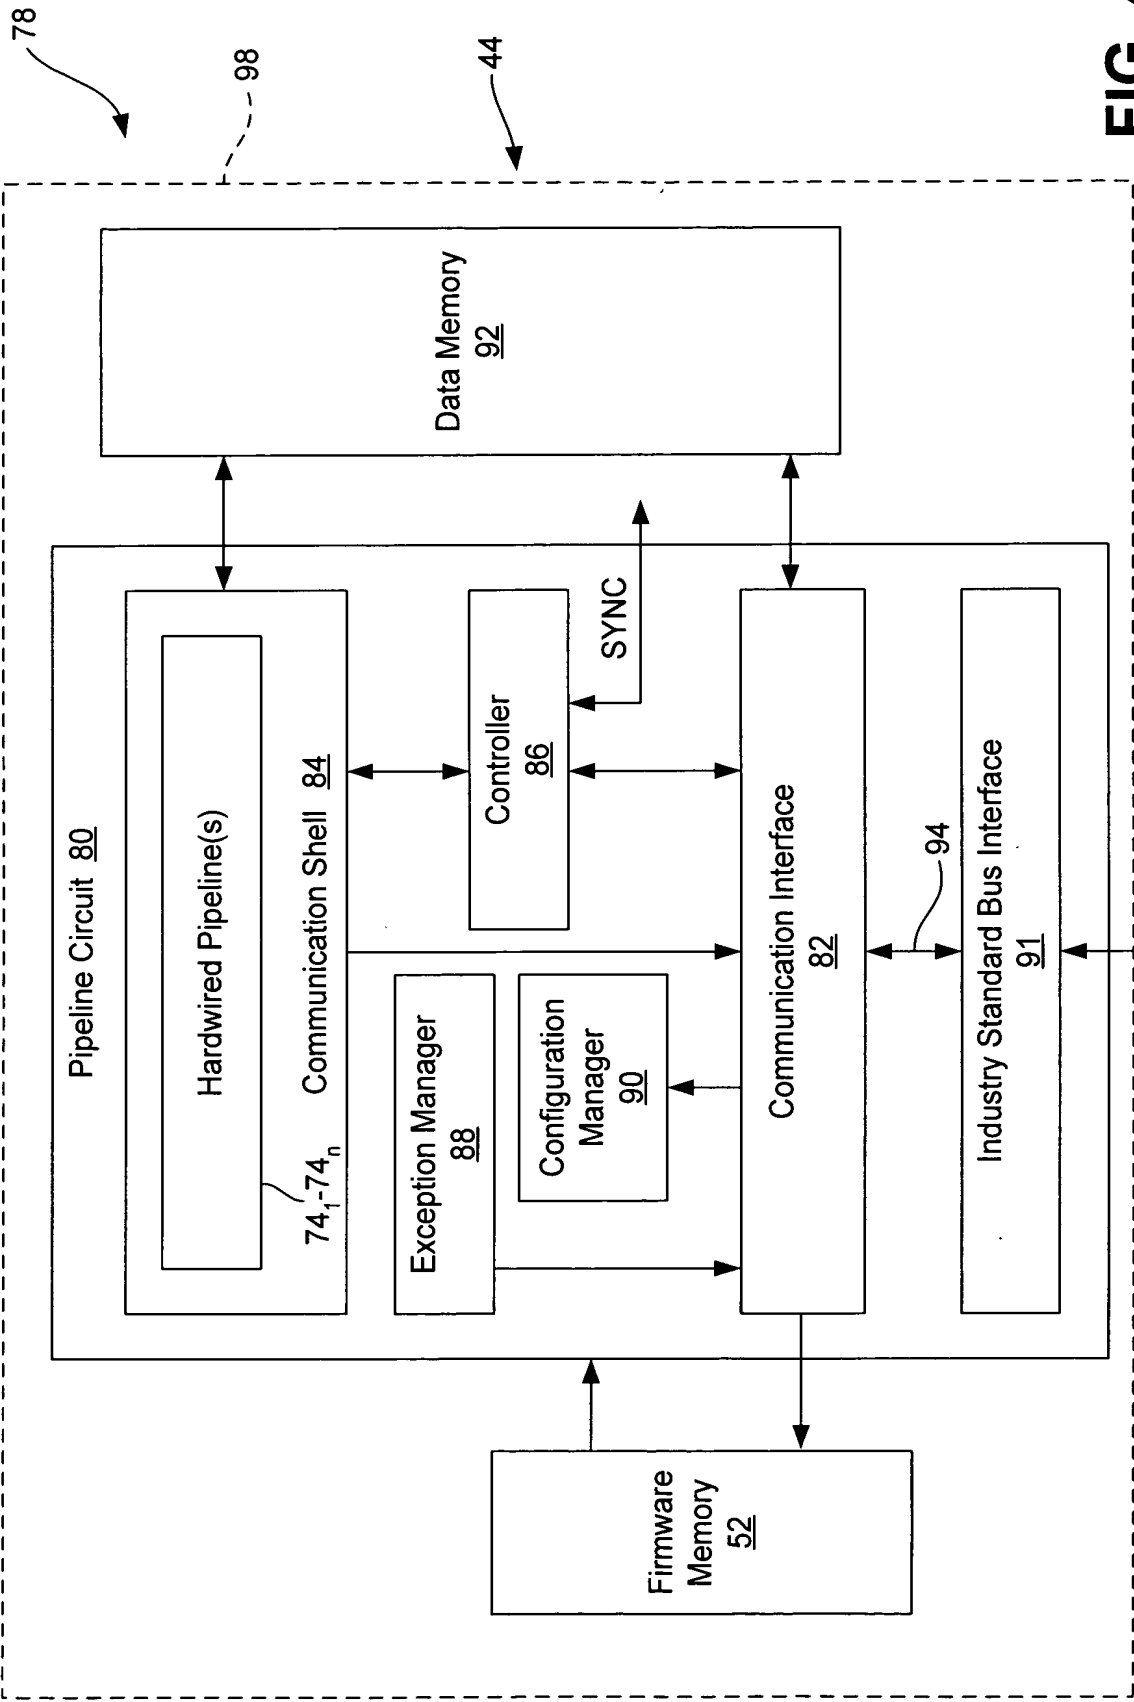 78
98
44
Pipeline Circuit 80
Hardwired Pipeline(s)
74₁-74ₙ
Communication Shell 84
Data Memory
92
Exception Manager
88
Controller
86
SYNC
Configuration
Manager
90
Firmware
Memory
52
Communication Interface
82
94
Industry Standard Bus Interface
91
FIG.